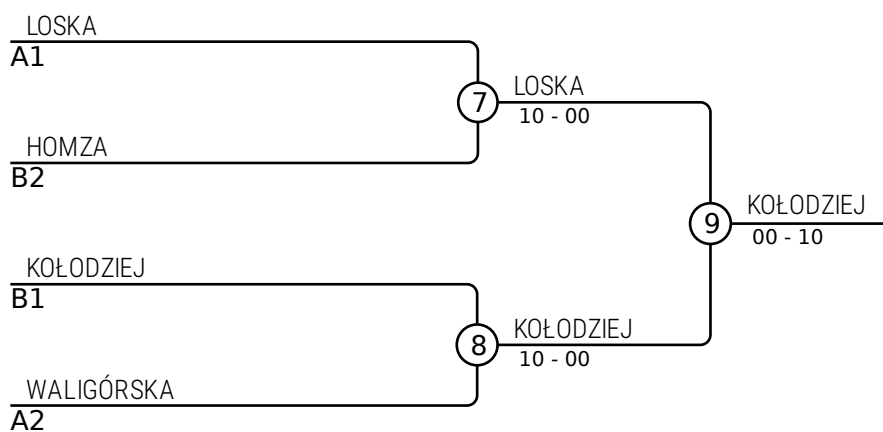 LOSKA
A1
7
LOSKA
10 - 00
HOMZA
B2
9
KOŁODZIEJ
00 - 10
KOŁODZIEJ
B1
8
KOŁODZIEJ
10 - 00
WALIGÓRSKA
A2